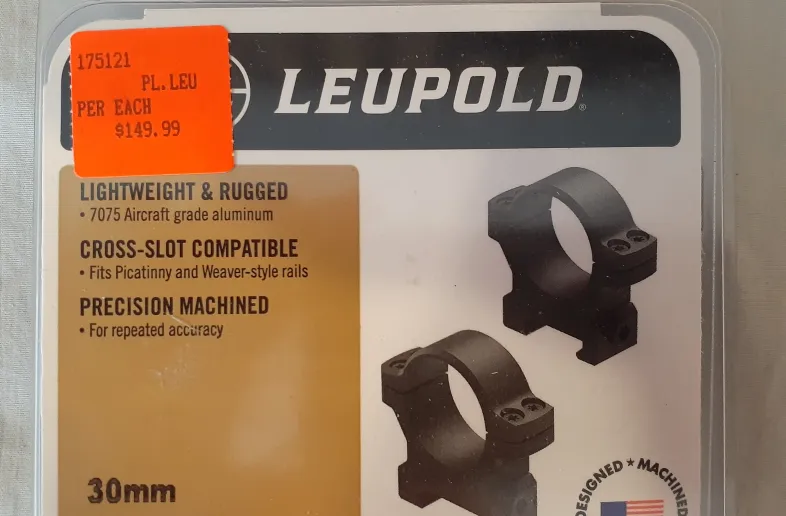 175121
PL.LEU
PER EACH
$149.99
LEUPOLD®
LIGHTWEIGHT & RUGGED
• 7075 Aircraft grade aluminum
CROSS-SLOT COMPATIBLE
• Fits Picatinny and Weaver-style rails
PRECISION MACHINED
• For repeated accuracy
30mm
DESIGNED ★ MACHINED